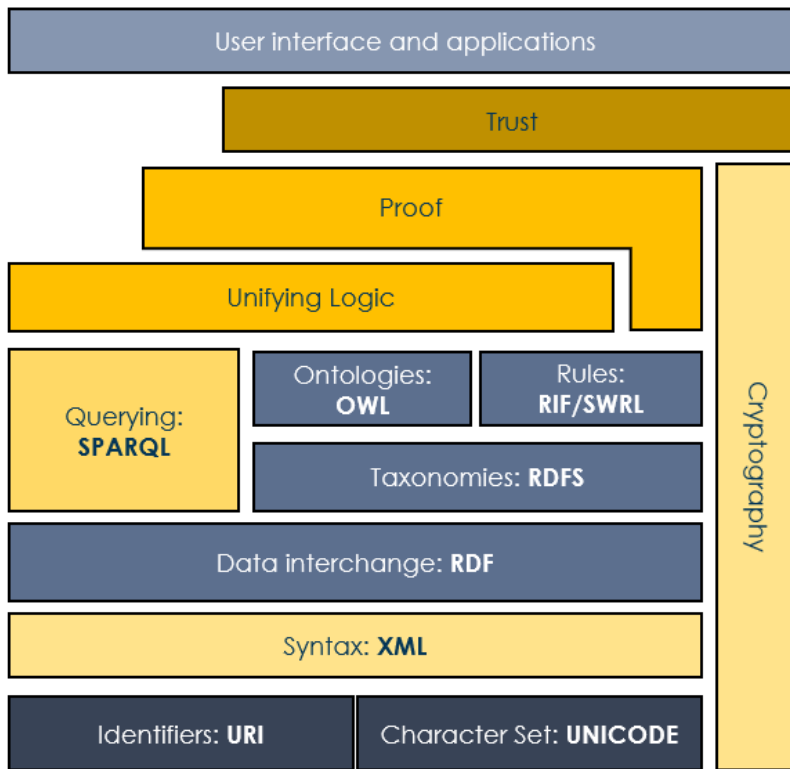 User interface and applications
Trust
Proof
Unifying Logic
Querying:
SPARQL
Ontologies:
OWL
Rules:
RIF/SWRL
Taxonomies: RDFS
Data interchange: RDF
Syntax: XML
Identifiers: URI
Character Set: UNICODE
Cryptography